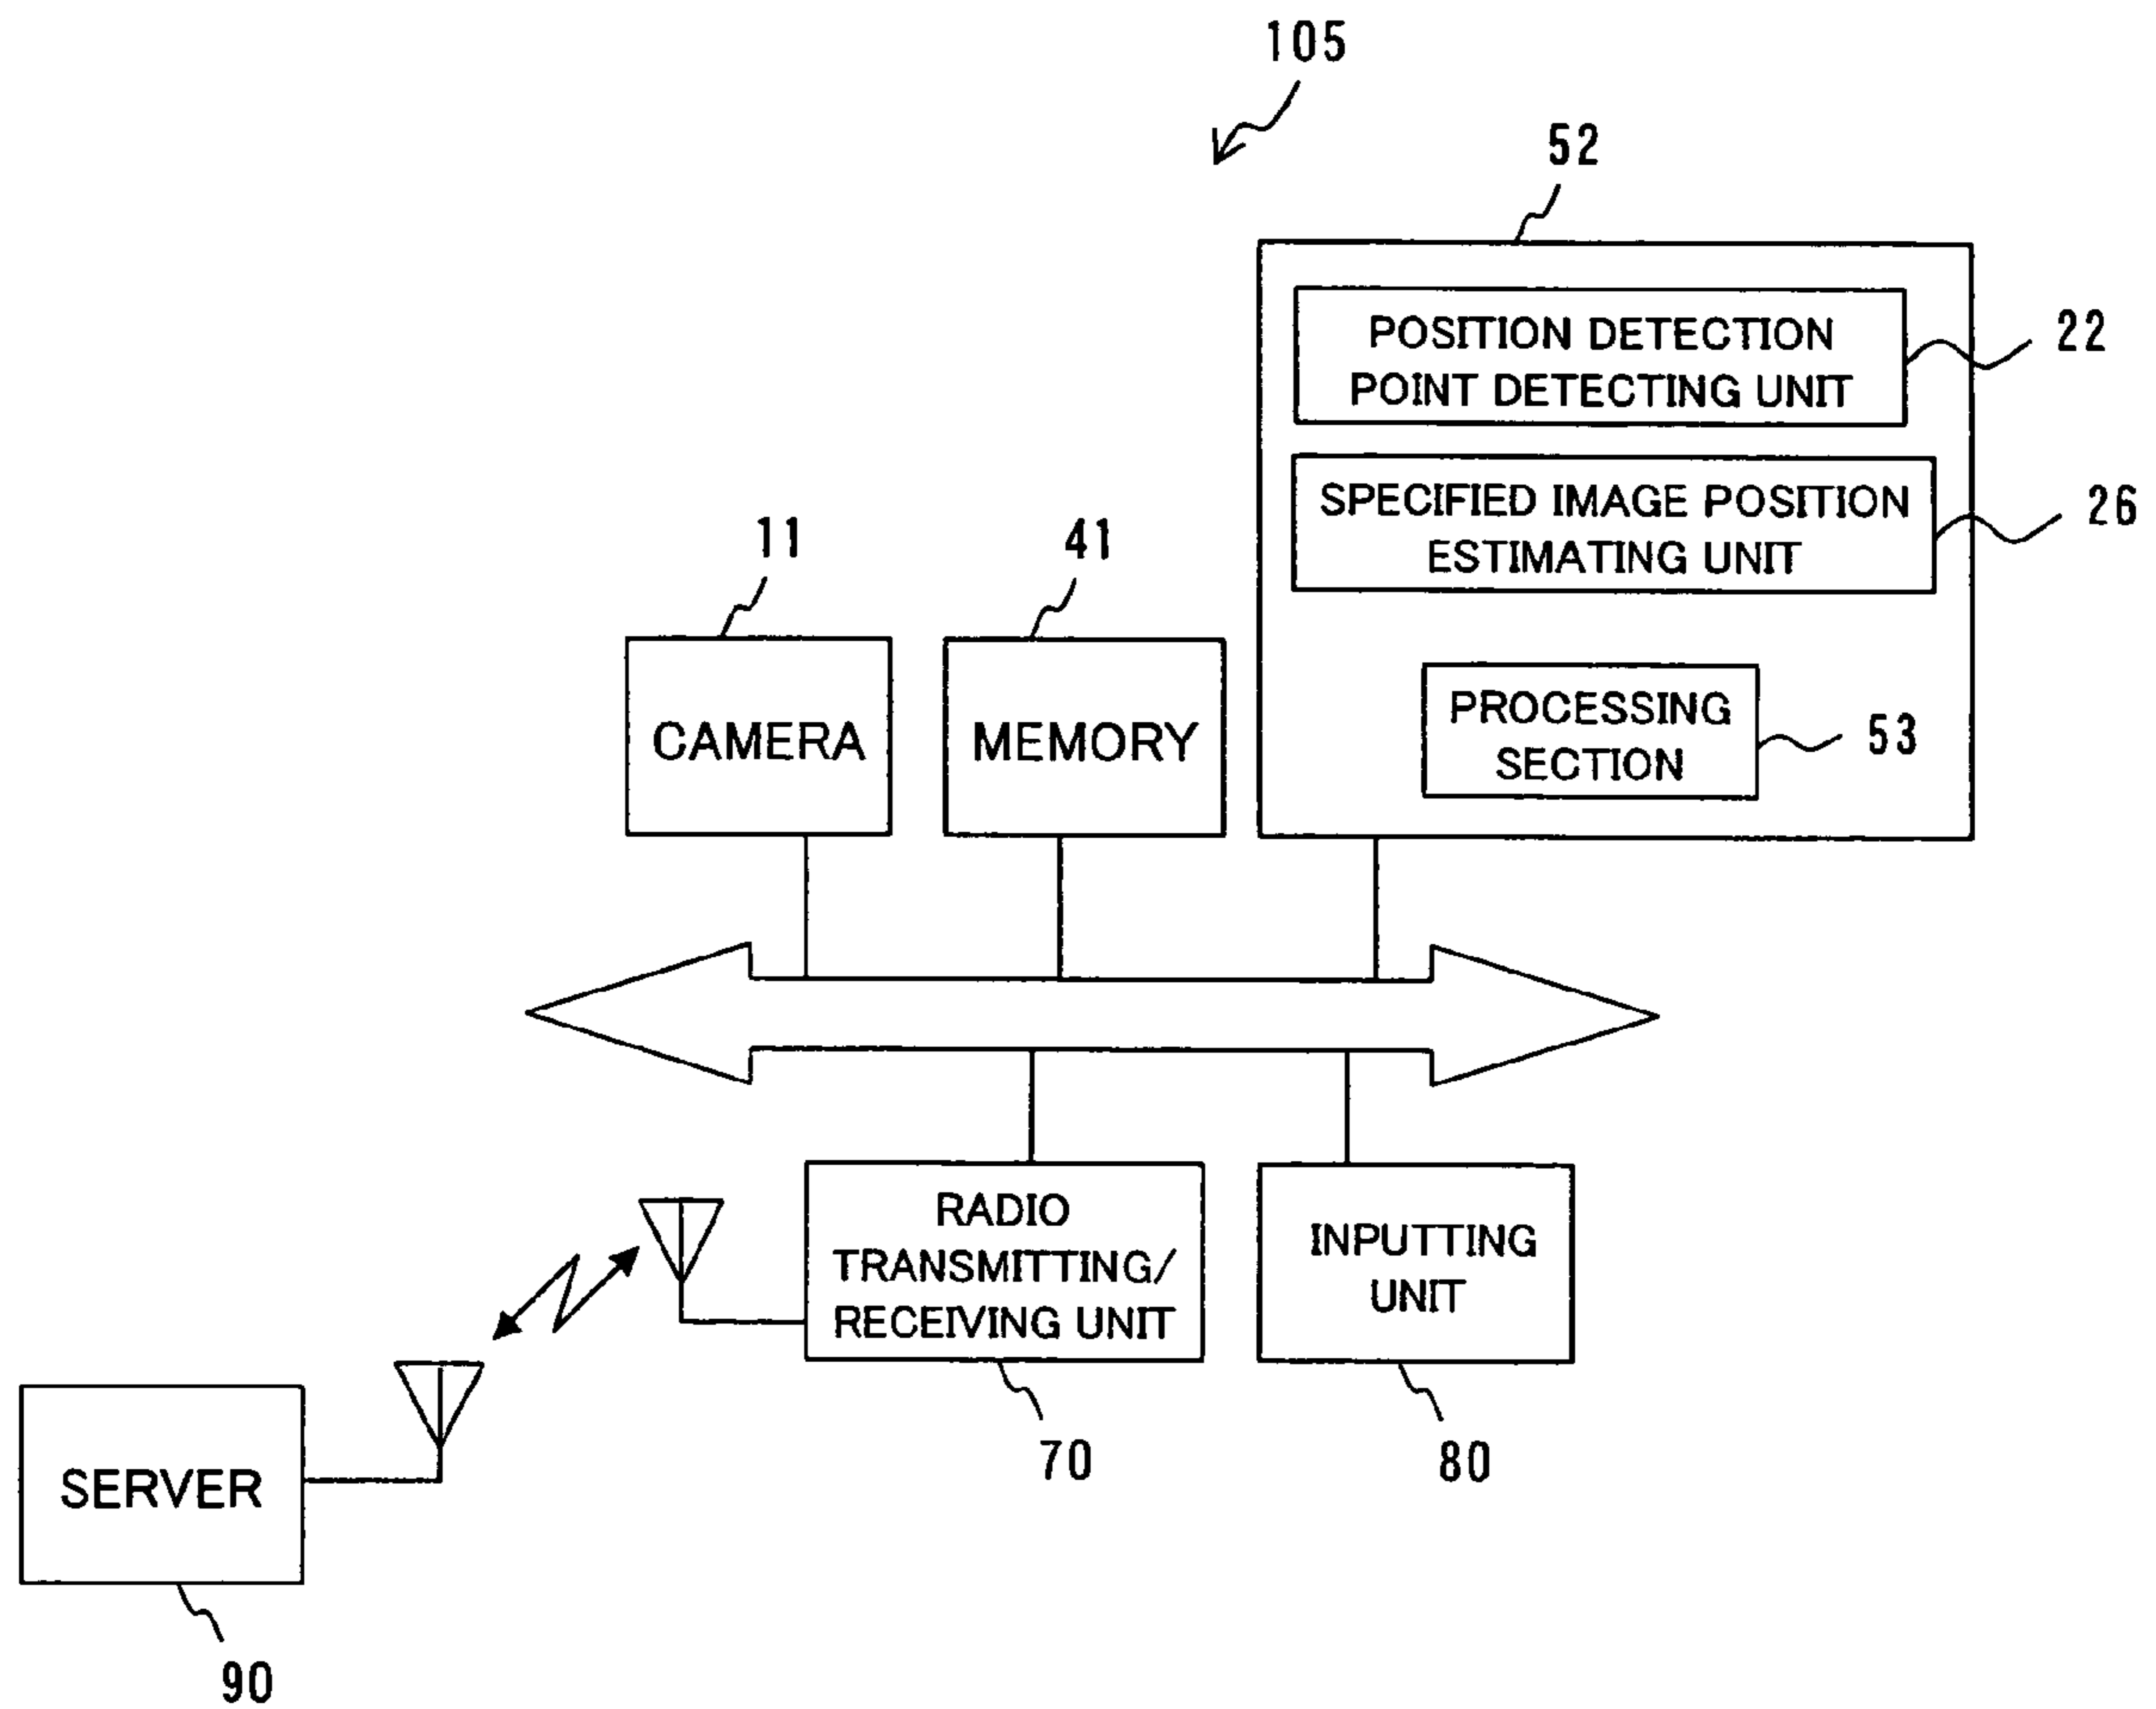 105
52
POSITION DETECTION
POINT DETECTING UNIT
22
SPECIFIED IMAGE POSITION
ESTIMATING UNIT
26
11
41
CAMERA
MEMORY
PROCESSING
SECTION
53
RADIO
TRANSMITTING/
RECEIVING UNIT
INPUTTING
UNIT
70
80
SERVER
90